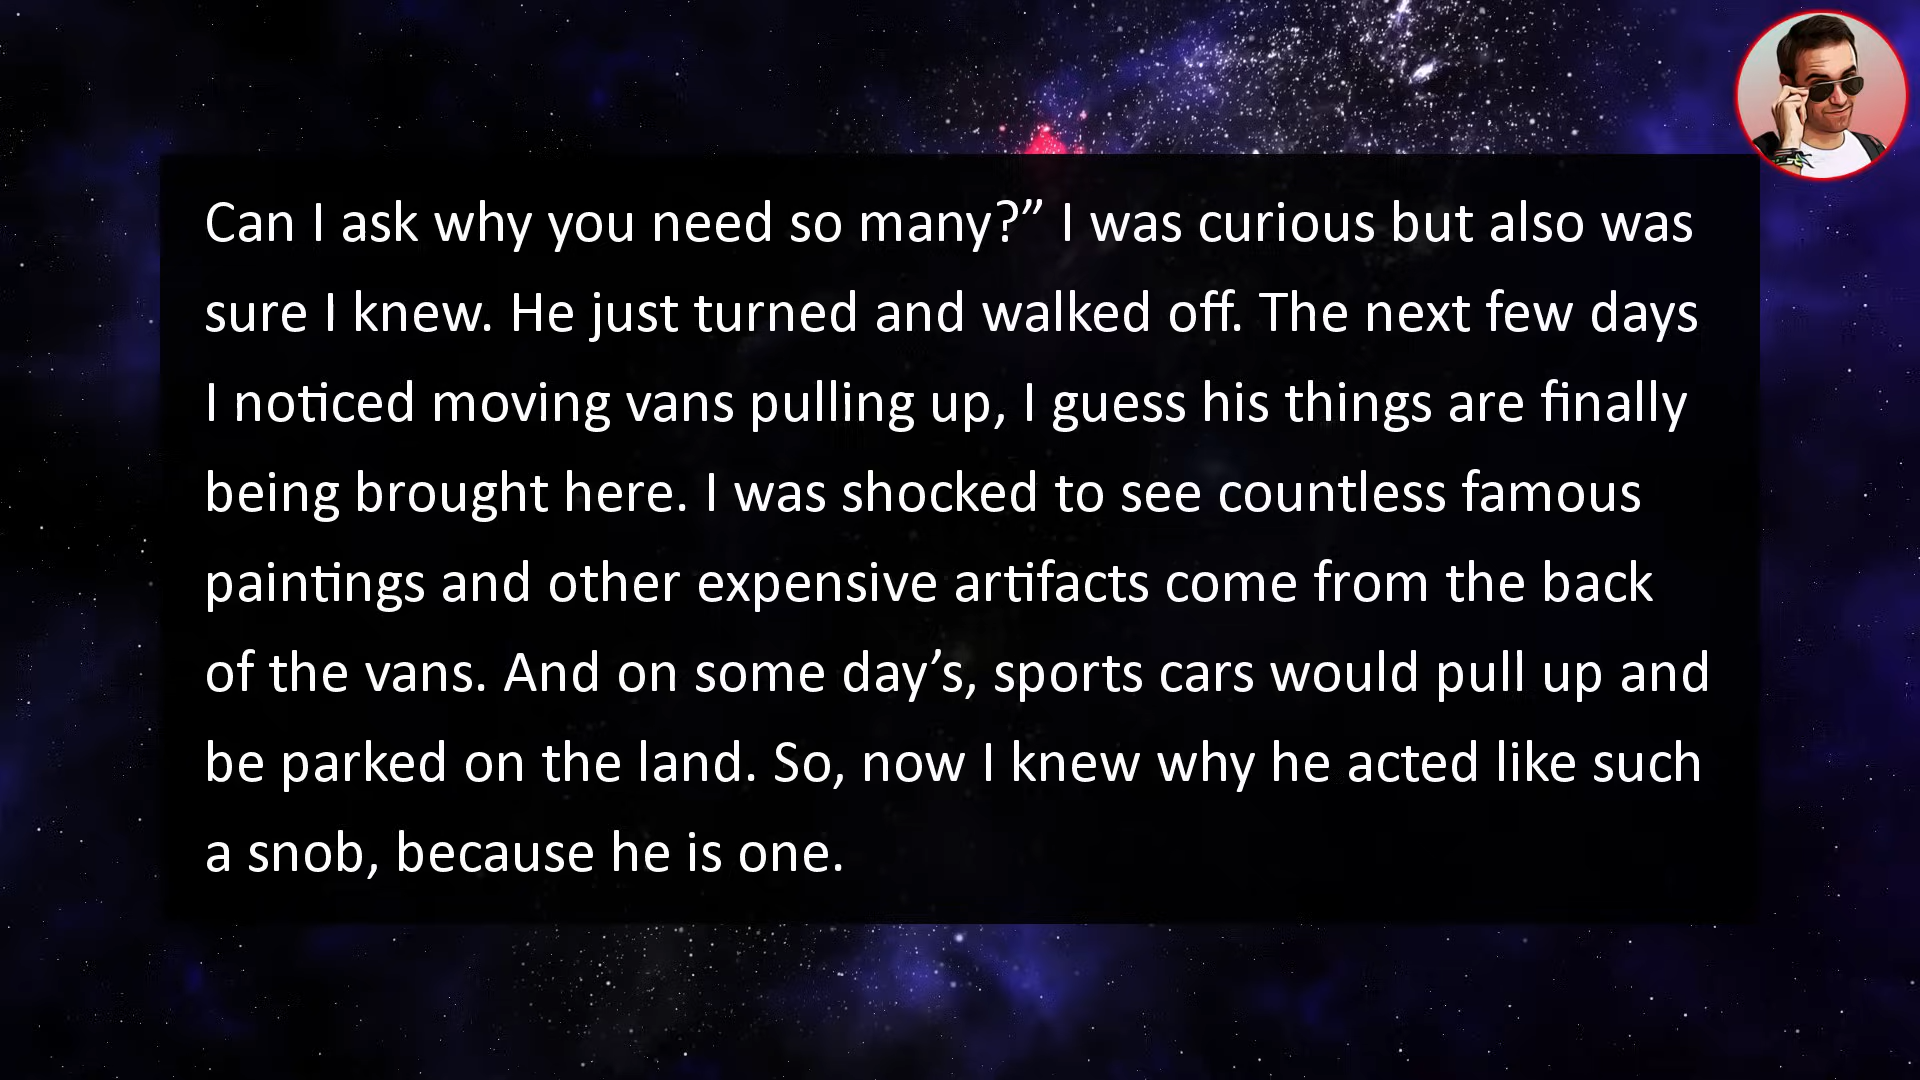 Can I ask why you need so many?” I was curious but also was
sure I knew. He just turned and walked off. The next few days
I noticed moving vans pulling up, I guess his things are finally
being brought here. I was shocked to see countless famous
paintings and other expensive artifacts come from the back
of the vans. And on some day’s, sports cars would pull up and
be parked on the land. So, now I knew why he acted like such
a snob, because he is one.